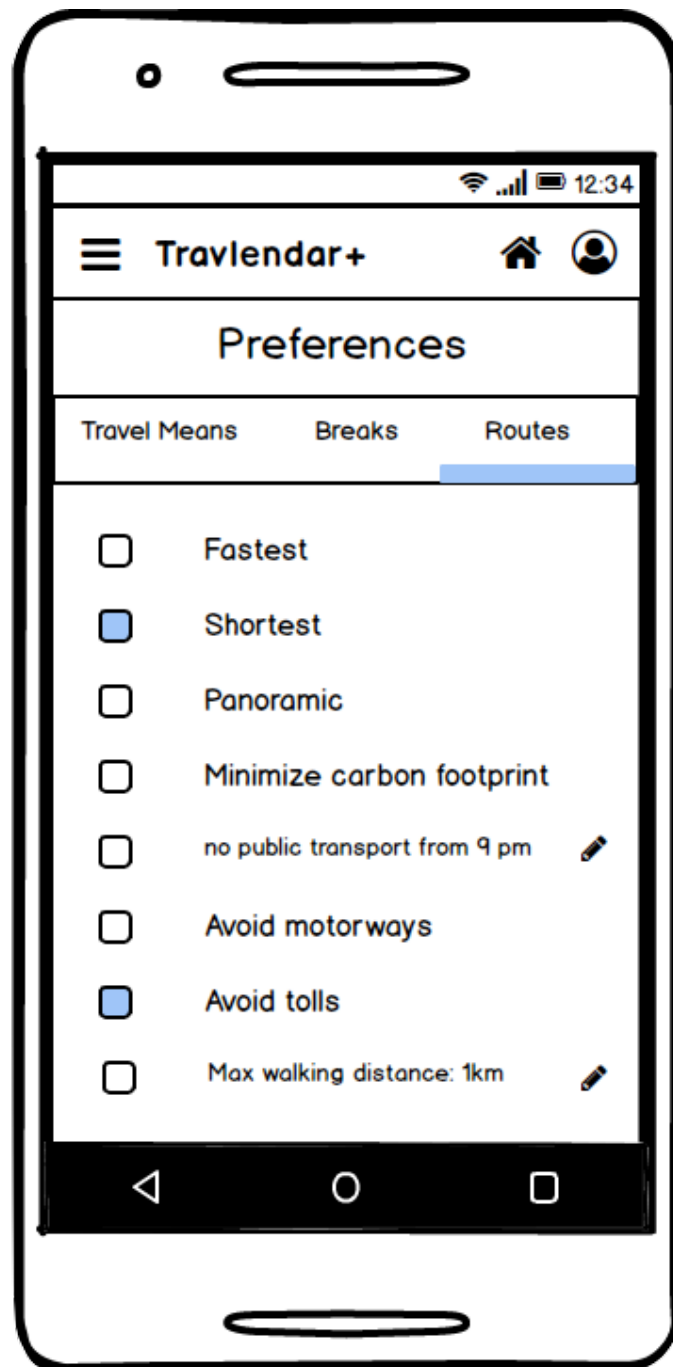 12:34
Travlendar+
Preferences
Travel Means Breaks Routes
Fastest
Shortest
Panoramic
Minimize carbon footprint
no public transport from 9 pm
Avoid motorways
Avoid tolls
Max walking distance: 1km